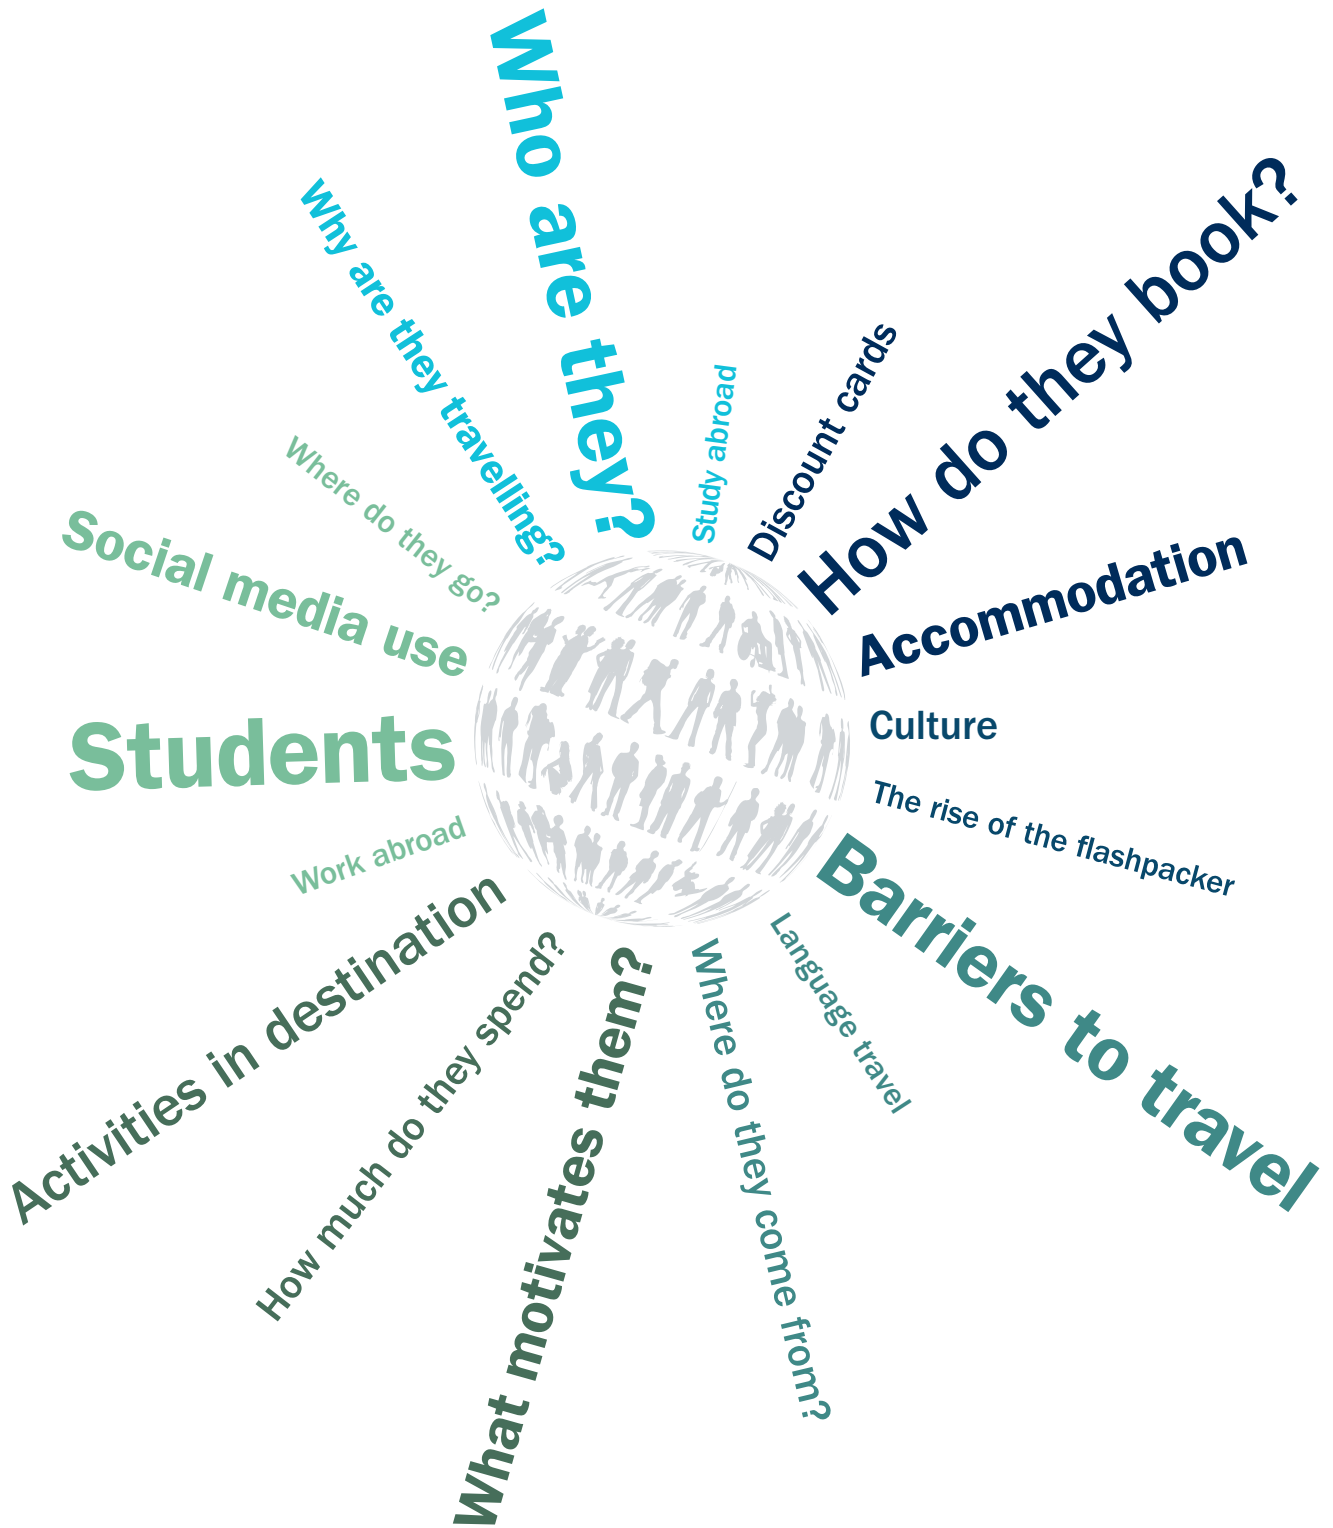 Who are they?
Study abroad
Discount cards
How do they book?
Accommodation
Culture
The rise of the flashpacker
Barriers to travel
Language travel
Where do they come from?
What motivates them?
How much do they spend?
Activities in destination
Work abroad
Students
Social media use
Where do they go?
Why are they travelling?